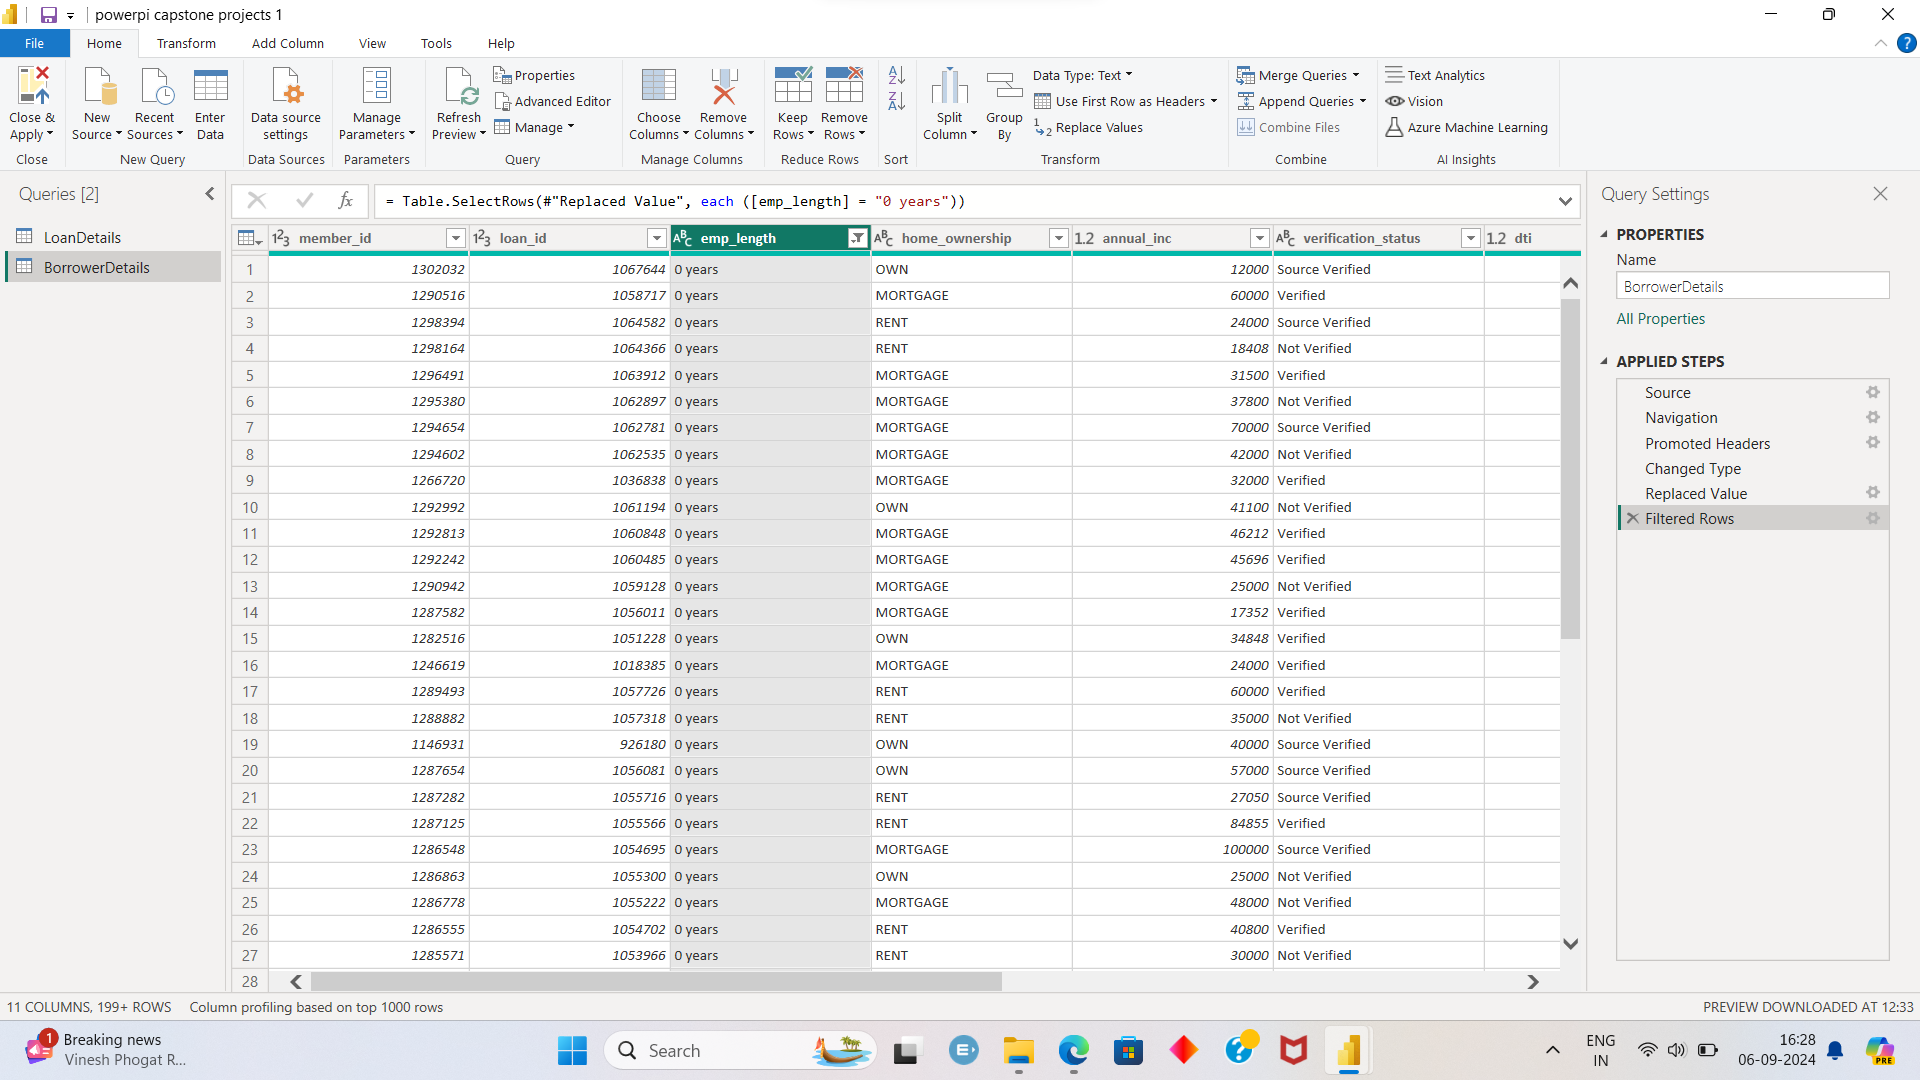 powerpi capstone projects 1
File Home Transform Add Column View Tools Help
Close & Apply
Close
New Source
Recent Sources
Enter Data
New Query
Data source settings
Data Sources
Manage Parameters
Parameters
Refresh Preview
Properties
Advanced Editor
Manage
Query
Choose Columns
Remove Columns
Manage Columns
Keep Rows
Remove Rows
Reduce Rows
Sort
Split Column
Group By
Data Type: Text
Use First Row as Headers
Replace Values
Transform
Merge Queries
Append Queries
Combine Files
Combine
Text Analytics
Vision
Azure Machine Learning
AI Insights
Queries [2]
LoanDetails
BorrowerDetails
fx = Table.SelectRows(#"Replaced Value", each ([emp_length] = "0 years"))
123 member_id 123 loan_id ABC emp_length ABC home_ownership 1.2 annual_inc ABC verification_status 1.2 dti
1 1302032 1067644 0 years OWN 12000 Source Verified
2 1290516 1058717 0 years MORTGAGE 60000 Verified
3 1298394 1064582 0 years RENT 24000 Source Verified
4 1298164 1064366 0 years RENT 18408 Not Verified
5 1296491 1063912 0 years MORTGAGE 31500 Verified
6 1295380 1062897 0 years MORTGAGE 37800 Not Verified
7 1294654 1062781 0 years MORTGAGE 70000 Source Verified
8 1294602 1062535 0 years MORTGAGE 42000 Not Verified
9 1266720 1036838 0 years MORTGAGE 32000 Verified
10 1292992 1061194 0 years OWN 41100 Not Verified
11 1292813 1060848 0 years MORTGAGE 46212 Verified
12 1292242 1060485 0 years MORTGAGE 45696 Verified
13 1290942 1059128 0 years MORTGAGE 25000 Not Verified
14 1287582 1056011 0 years MORTGAGE 17352 Verified
15 1282516 1051228 0 years OWN 34848 Verified
16 1246619 1018385 0 years MORTGAGE 24000 Verified
17 1289493 1057726 0 years RENT 60000 Verified
18 1288882 1057318 0 years RENT 35000 Not Verified
19 1146931 926180 0 years OWN 40000 Source Verified
20 1287654 1056081 0 years OWN 57000 Source Verified
21 1287282 1055716 0 years RENT 27050 Source Verified
22 1287125 1055566 0 years RENT 84855 Verified
23 1286548 1054695 0 years MORTGAGE 100000 Source Verified
24 1286863 1055300 0 years OWN 25000 Not Verified
25 1286778 1055222 0 years MORTGAGE 48000 Not Verified
26 1286555 1054702 0 years RENT 40800 Verified
27 1285571 1053966 0 years RENT 30000 Not Verified
28
Query Settings
PROPERTIES
Name
BorrowerDetails
All Properties
APPLIED STEPS
Source
Navigation
Promoted Headers
Changed Type
Replaced Value
Filtered Rows
11 COLUMNS, 199+ ROWS Column profiling based on top 1000 rows PREVIEW DOWNLOADED AT 12:33
1
Breaking news
Vinesh Phogat R...
Search
ENG
IN
16:28
06-09-2024
PRE